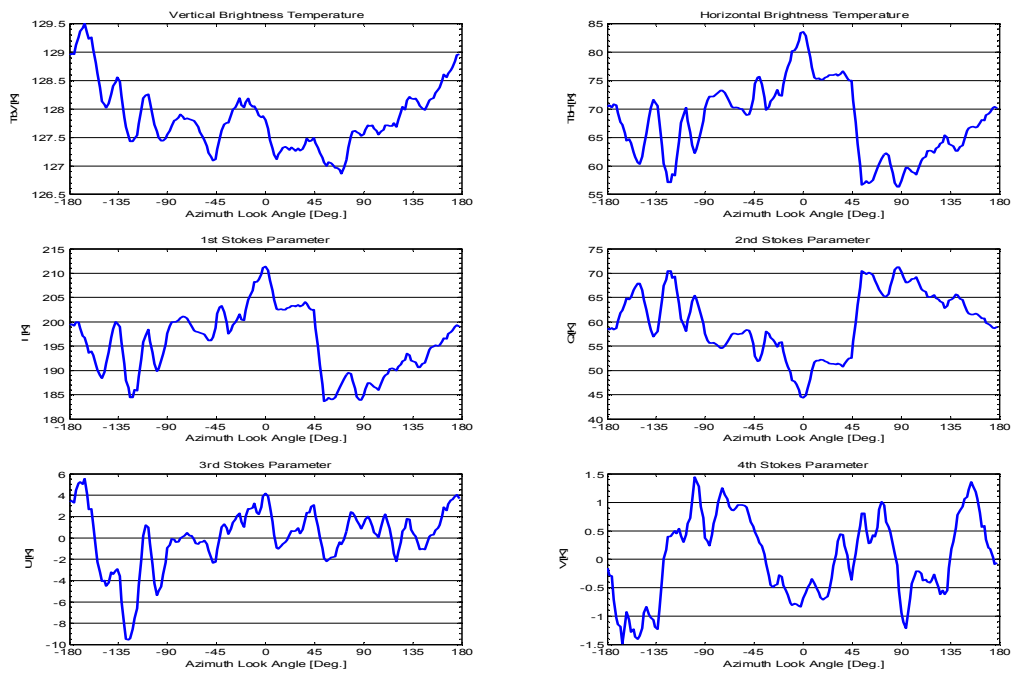 Vertical Brightness Temperature
129.5
129
128.5
128
127.5
127
126.5
TbV[K]
-180 -135 -90 -45 0 45 90 135 180
Azimuth Look Angle [Deg.]
Horizontal Brightness Temperature
85
80
75
70
65
60
55
TbH[K]
-180 -135 -90 -45 0 45 90 135 180
Azimuth Look Angle [Deg.]
1st Stokes Parameter
215
210
205
200
195
190
185
180
I [K]
-180 -135 -90 -45 0 45 90 135 180
Azimuth Look Angle [Deg.]
2nd Stokes Parameter
75
70
65
60
55
50
45
40
Q[K]
-180 -135 -90 -45 0 45 90 135 180
Azimuth Look Angle [Deg.]
3rd Stokes Parameter
6
4
2
0
-2
-4
-6
-8
-10
U[K]
-180 -135 -90 -45 0 45 90 135 180
Azimuth Look Angle [Deg.]
4th Stokes Parameter
1.5
1
0.5
0
-0.5
-1
-1.5
V[K]
-180 -135 -90 -45 0 45 90 135 180
Azimuth Look Angle [Deg.]